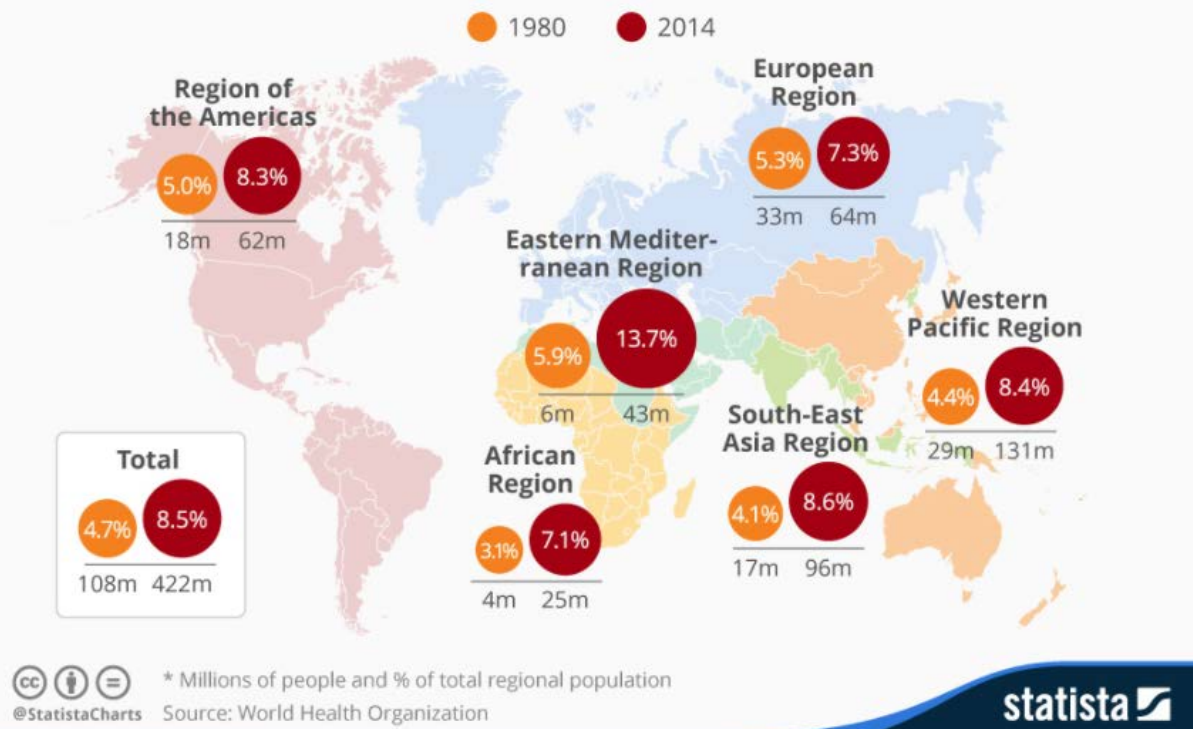 1980 2014
Region of
the Americas
5.0% 8.3%
18m 62m
European
Region
5.3% 7.3%
33m 64m
Eastern Mediter-
ranean Region
5.9% 13.7%
6m 43m
Western
Pacific Region
4.4% 8.4%
29m 131m
South-East
Asia Region
4.1% 8.6%
17m 96m
African
Region
3.1% 7.1%
4m 25m
Total
4.7% 8.5%
108m 422m
cc
@StatistaCharts
* Millions of people and % of total regional population
Source: World Health Organization
statista